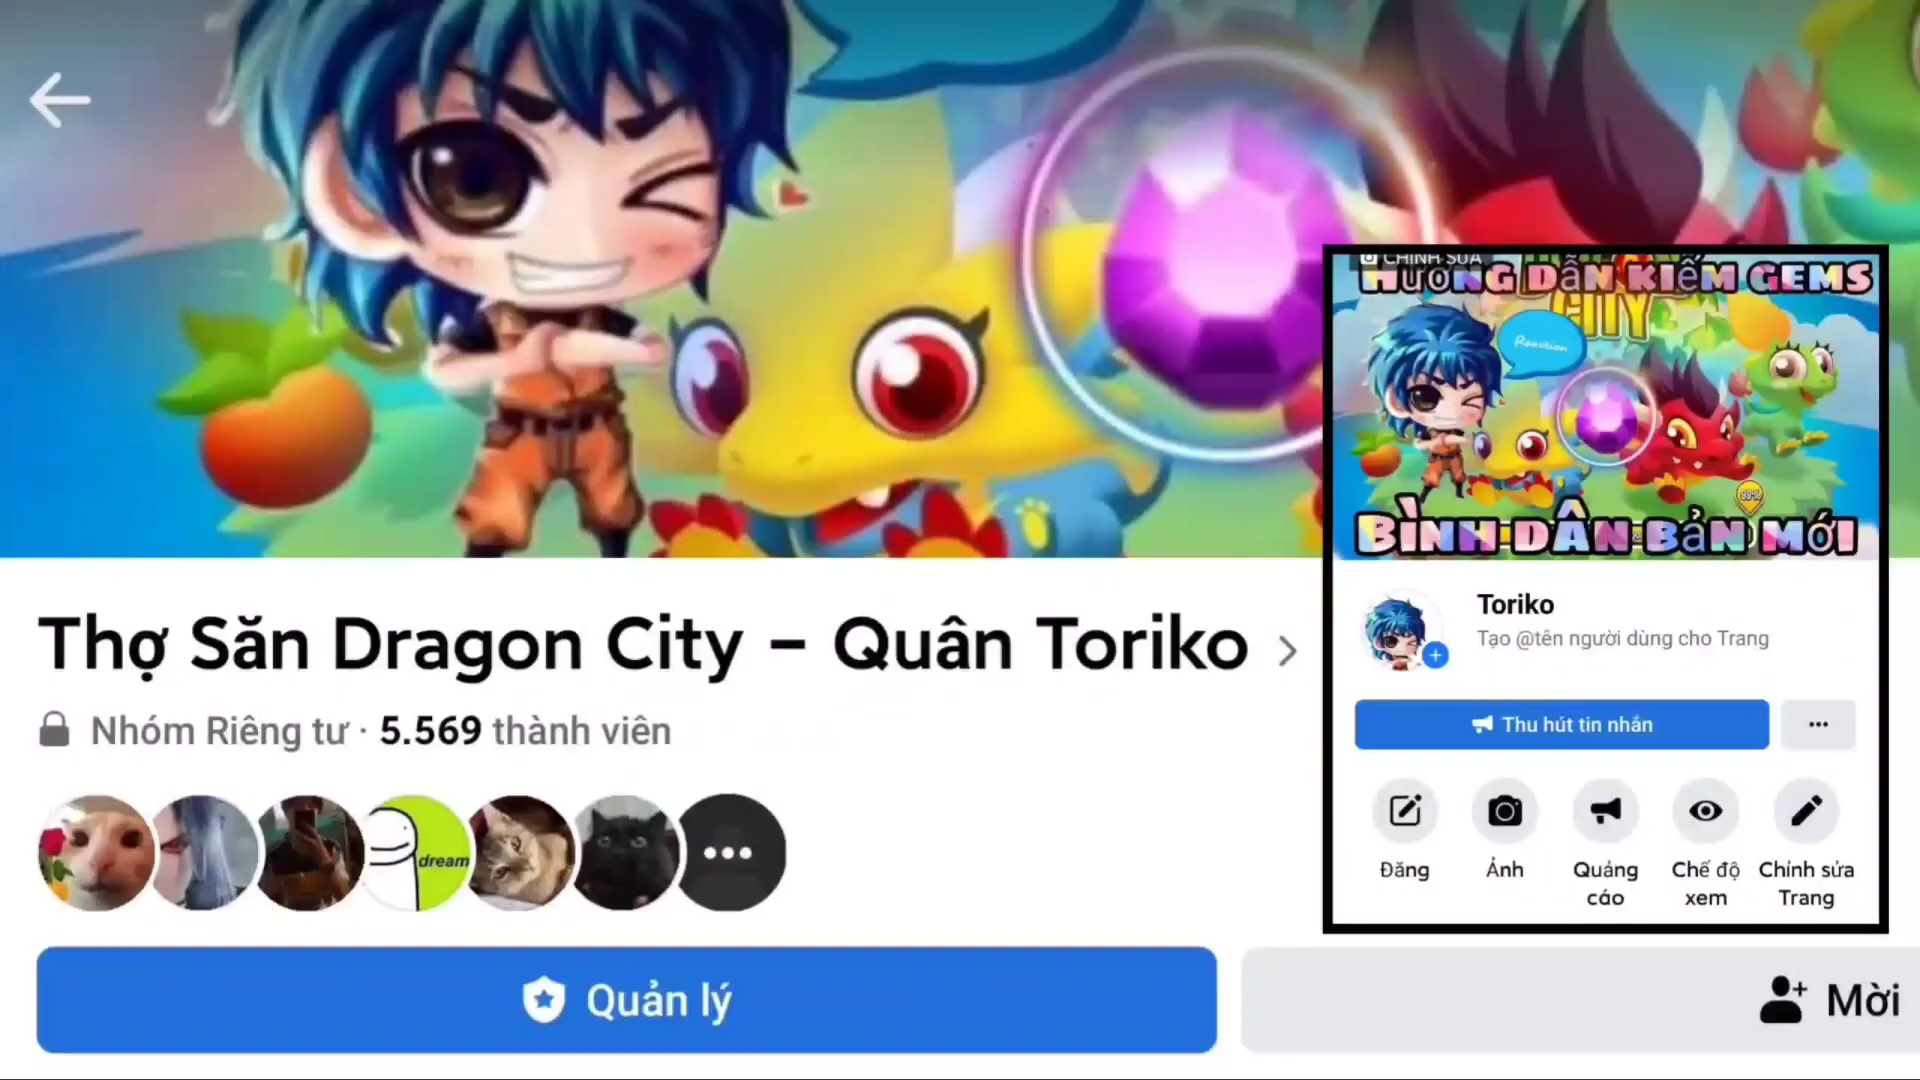 Thợ Săn Dragon City – Quân Toriko
Nhóm Riêng tư · 5.569 thành viên
dream
Quản lý
Mời
CHỈNH SỬA
HƯỚNG DẪN KIẾM GEMS
CITY
Reaction
BÌNH DÂN BẢN MỚI
Toriko
Tạo @tên người dùng cho Trang
Thu hút tin nhắn
Đăng
Ảnh
Quảng cáo
Chế độ xem
Chỉnh sửa Trang